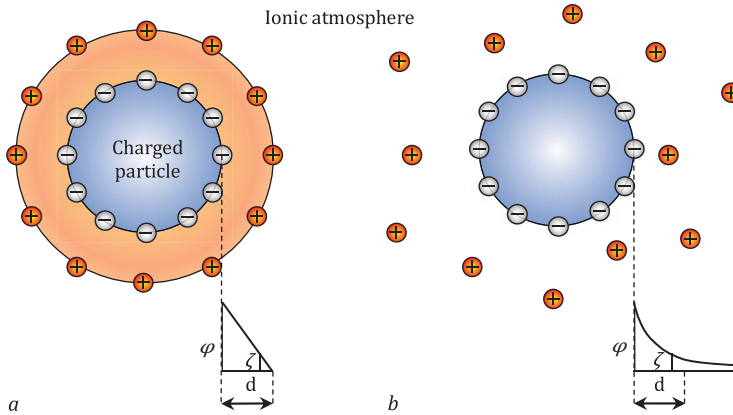 Ionic atmosphere
Charged
particle
φ
ζ
d
a
φ
ζ
d
b